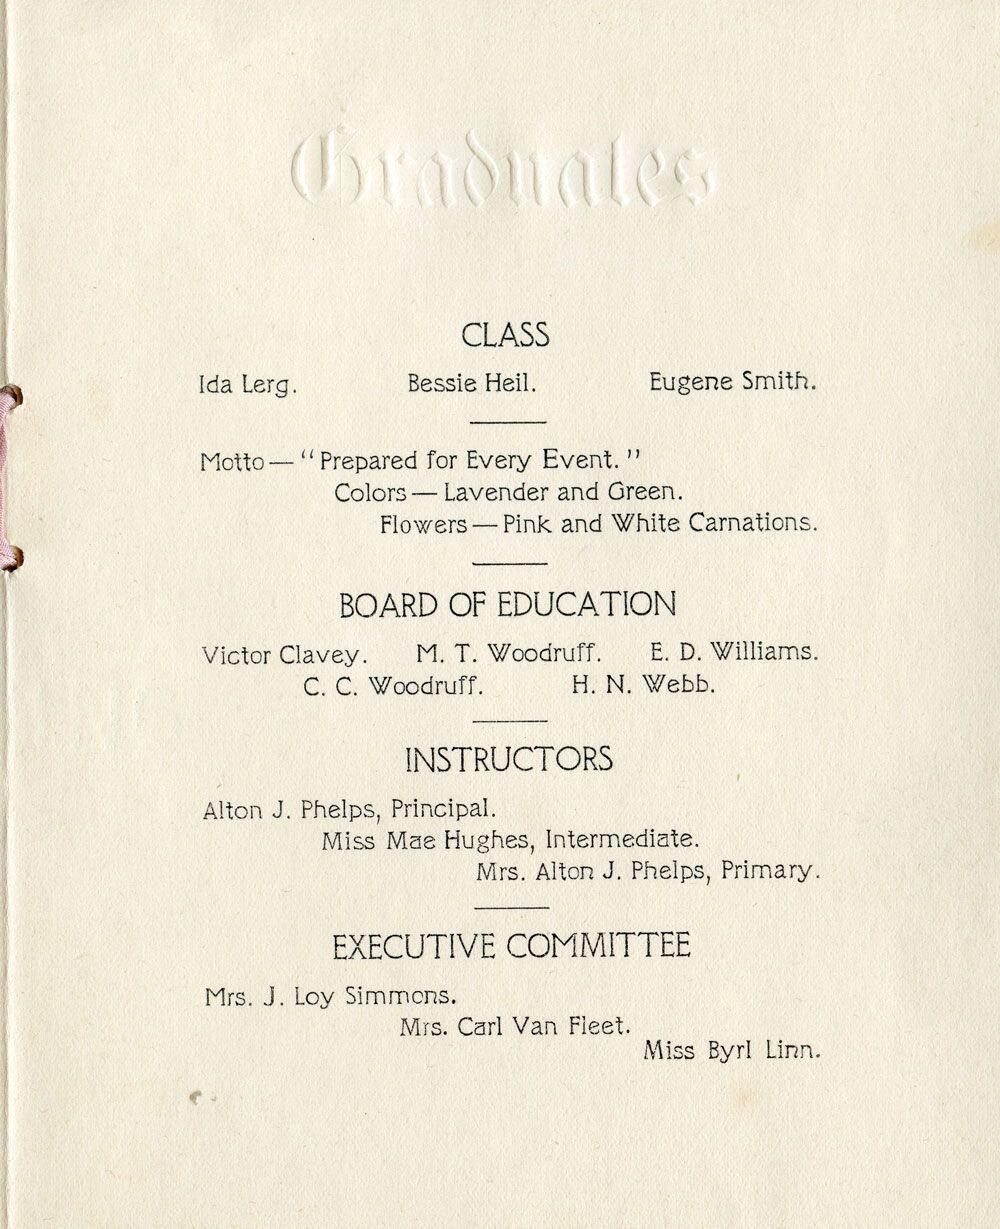 Graduates
CLASS
Ida Lerg. Bessie Heil. Eugene Smith.
Motto — "Prepared for Every Event."
Colors — Lavender and Green.
Flowers — Pink and White Carnations.
BOARD OF EDUCATION
Victor Clavey. M. T. Woodruff. E. D. Williams.
C. C. Woodruff. H. N. Webb.
INSTRUCTORS
Alton J. Phelps, Principal.
Miss Mae Hughes, Intermediate.
Mrs. Alton J. Phelps, Primary.
EXECUTIVE COMMITTEE
Mrs. J. Loy Simmons.
Mrs. Carl Van Fleet.
Miss Byrl Linn.